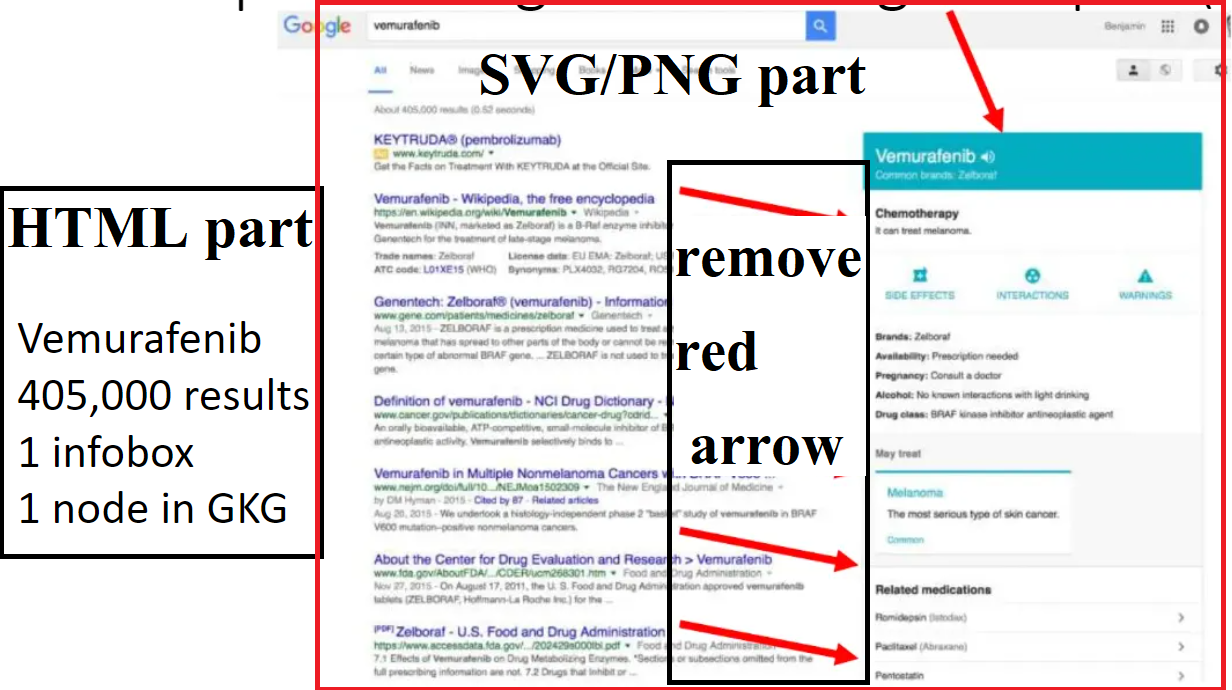 Google
vemurafenib
Benjamin
SVG/PNG part
All News
About 405,000 results (0.52 seconds)
KEYTRUDA® (pembrolizumab)
www.keytruda.com/
Get the Facts on Treatment With KEYTRUDA at the Official Site.
Vemurafenib - Wikipedia, the free encyclopedia
https://en.wikipedia.org/wiki/Vemurafenib Wikipedia
Vemurafenib (INN, marketed as Zelboraf) is a B-Raf enzyme
Genentech for the treatment of late-stage melanoma.
Trade names: Zelboraf License data: EU EMA: Zelboraf;
ATC code: L01XE15 (WHO) Synonyms: PLX4032, RG7204,
Genentech: Zelboraf® (vemurafenib) - Information
www.gene.com/patients/medicines/zelboraf Genentech
Aug 13, 2015 - ZELBORAF is a prescription medicine used to treat
melanoma that has spread to other parts of the body or cannot be
certain type of abnormal BRAF gene. ... ZELBORAF is not used to
gene.
Definition of vemurafenib - NCI Drug Dictionary -
www.cancer.gov/publications/dictionaries/cancer-drug?cdrid...
An orally bioavailable, ATP-competitive, small-molecule inhibitor of
antineoplastic activity. Vemurafenib selectively binds to ...
Vemurafenib in Multiple Nonmelanoma Cancers
www.nejm.org/doi/full/10.../NEJMoa1502309 The New England Journal of Medicine
by DM Hyman - 2015 - Cited by 87 - Related articles
Aug 20, 2015 - We undertook a histology-independent phase 2 "basket" study of vemurafenib in BRAF
V600 mutation–positive nonmelanoma cancers.
About the Center for Drug Evaluation and Research > Vemurafenib
www.fda.gov/AboutFDA/.../CDER/ucm268301.htm Food and Drug Administration
Nov 27, 2015 - On August 17, 2011, the U. S. Food and Drug Administration approved vemurafenib
tablets (ZELBORAF, Hoffmann-La Roche Inc.) for the ...
[PDF] Zelboraf - U.S. Food and Drug Administration
https://www.accessdata.fda.gov/.../202429s000lbl.pdf Food and Drug Administration
7.1 Effects of Vemurafenib on Drug Metabolizing Enzymes. *Sections or subsections omitted from the
full prescribing information are not. 7.2 Drugs that Inhibit or ...
HTML part
Vemurafenib
405,000 results
1 infobox
1 node in GKG
remove
red
arrow
Vemurafenib
Common brands: Zelboraf
Chemotherapy
It can treat melanoma.
SIDE EFFECTS INTERACTIONS WARNINGS
Brands: Zelboraf
Availability: Prescription needed
Pregnancy: Consult a doctor
Alcohol: No known interactions with light drinking
Drug class: BRAF kinase inhibitor antineoplastic agent
May treat
Melanoma
The most serious type of skin cancer.
Common
Related medications
Romidepsin (Istodax)
Paclitaxel (Abraxane)
Pentostatin